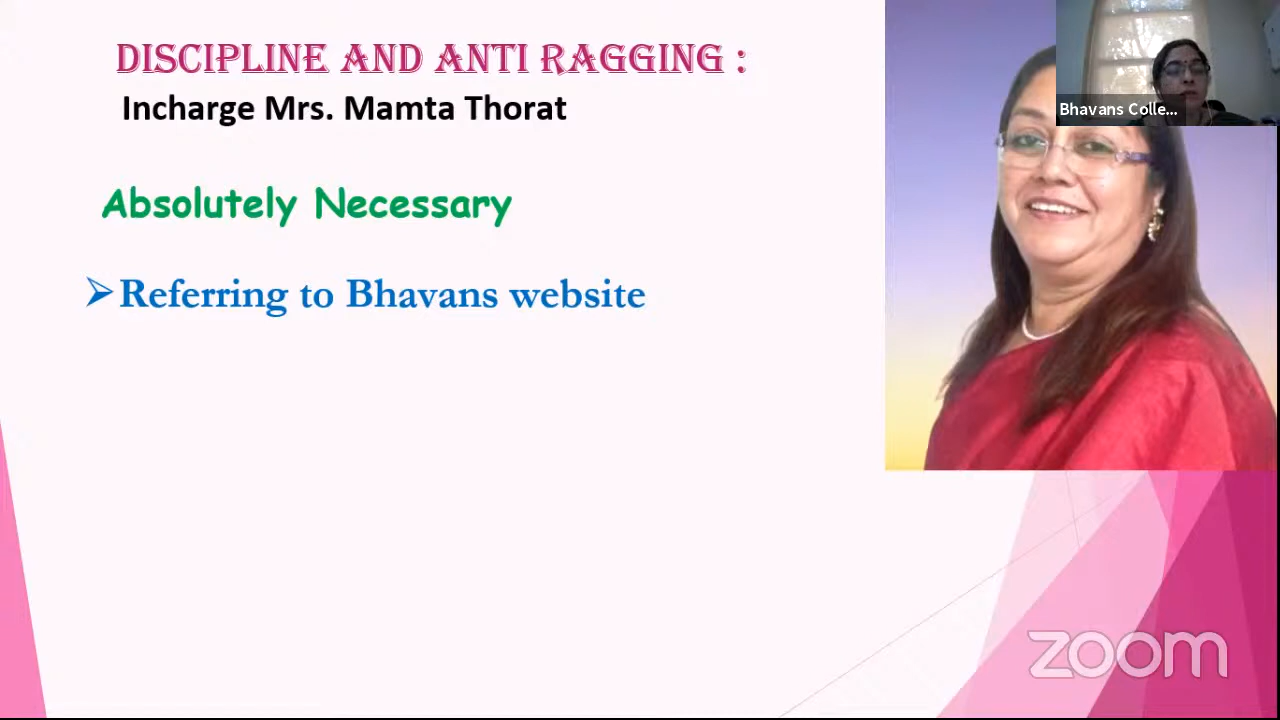 DISCIPLINE AND ANTI RAGGING :
Incharge Mrs. Mamta Thorat
Absolutely Necessary
Referring to Bhavans website
Bhavans Colle...
zoom